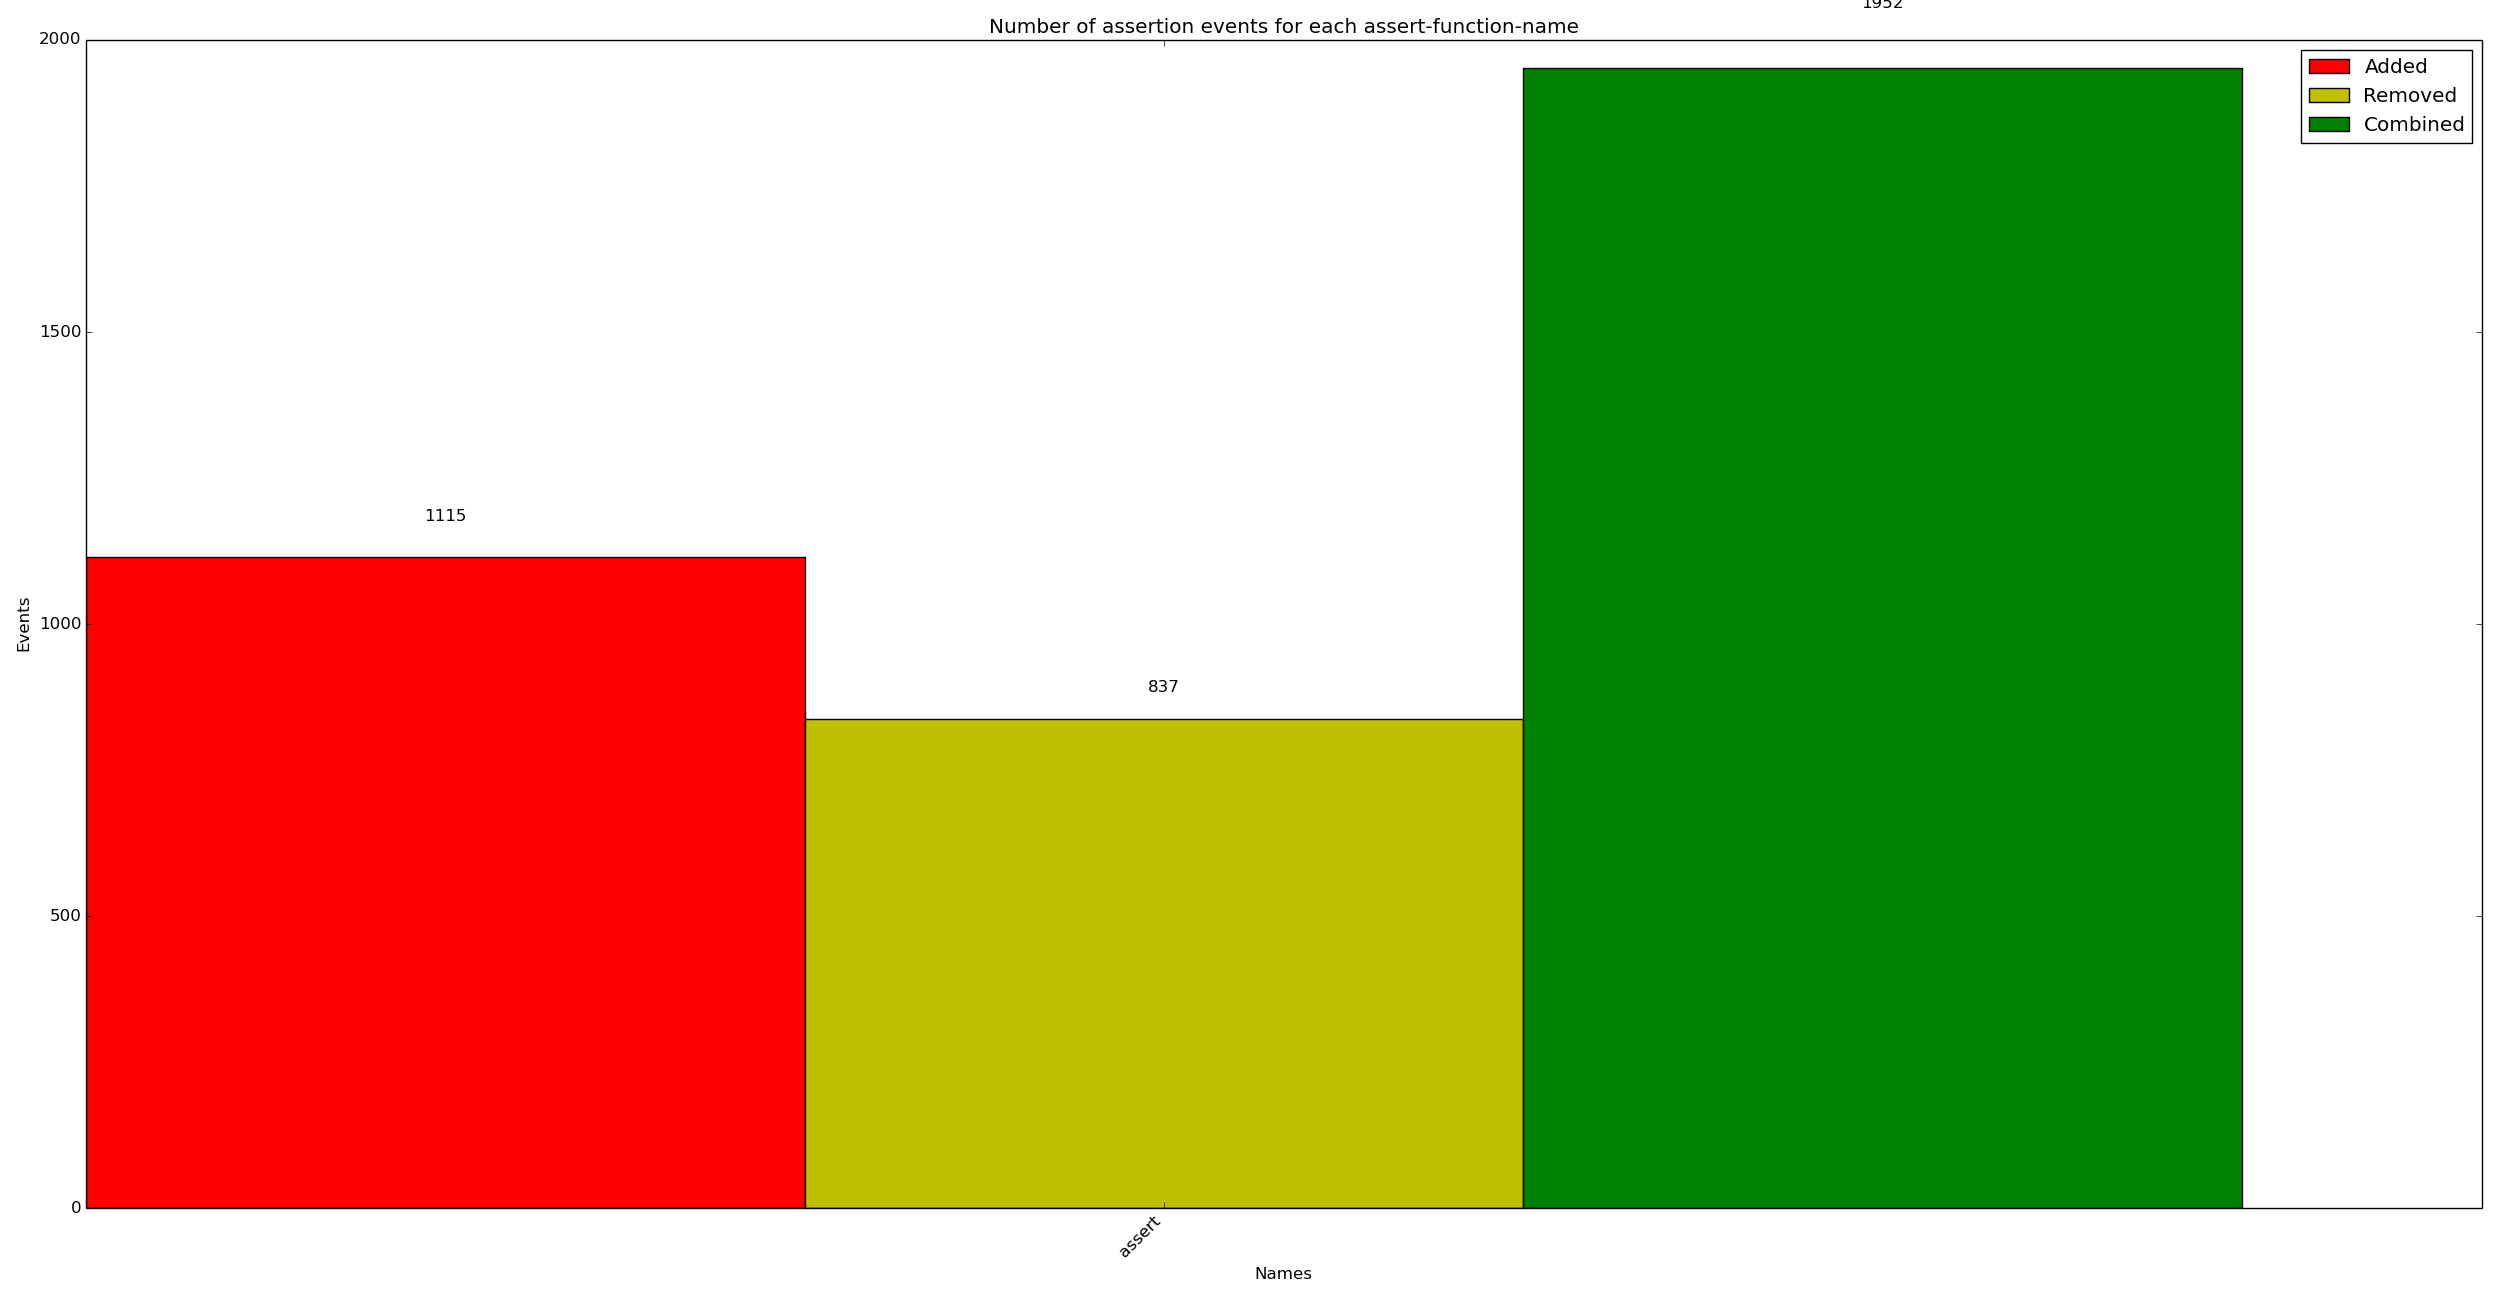 1952
Number of assertion events for each assert-function-name
2000
1500
1000
500
0
Events
1115
837
Added
Removed
Combined
assert
Names